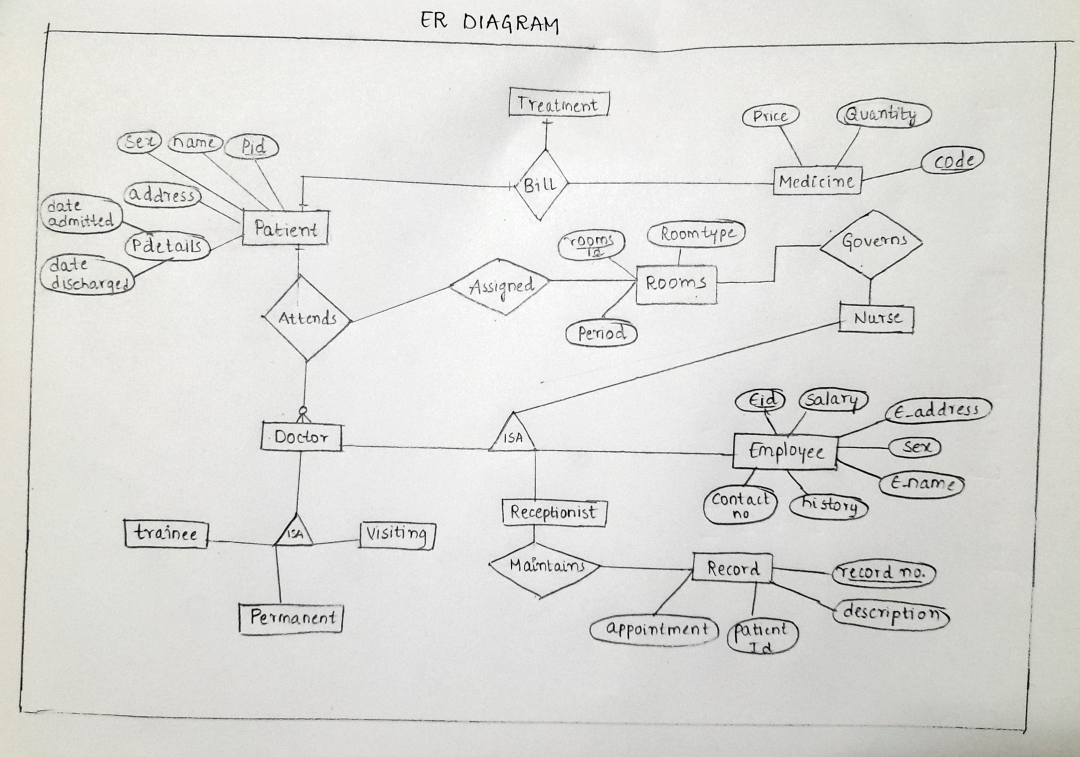 ER DIAGRAM
Treatment
Price
Quantity
Sex
name
Pid
code
Bill
Medicine
address
date
admitted
Patient
Pdetails
date
discharged
rooms
Id
Roomtype
Governs
Assigned
Rooms
Attends
Nurse
Period
Eid
Salary
E_address
Doctor
ISA
Employee
Sex
E_name
Contact
no
history
Receptionist
trainee
ISA
Visiting
Maintains
Record
record no.
Permanent
appointment
patient
Id
description